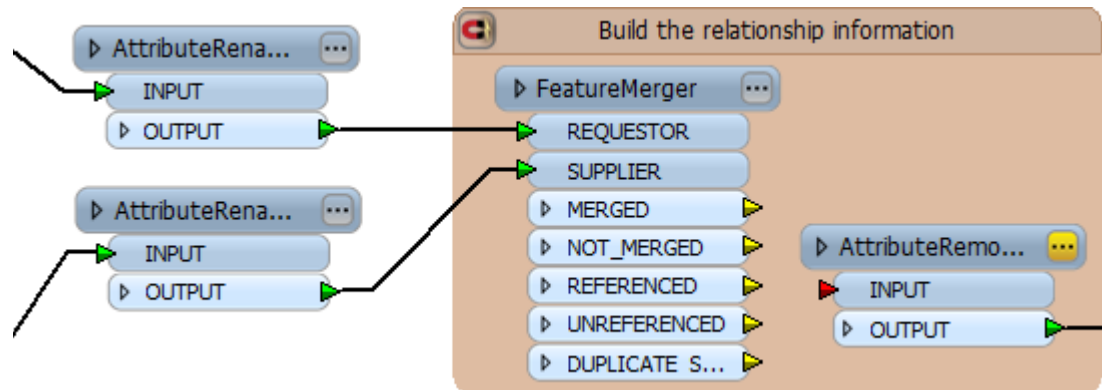 AttributeRena...
INPUT
OUTPUT
AttributeRena...
INPUT
OUTPUT
Build the relationship information
FeatureMerger
REQUESTOR
SUPPLIER
MERGED
NOT_MERGED
REFERENCED
UNREFERENCED
DUPLICATE S...
AttributeRemo...
INPUT
OUTPUT